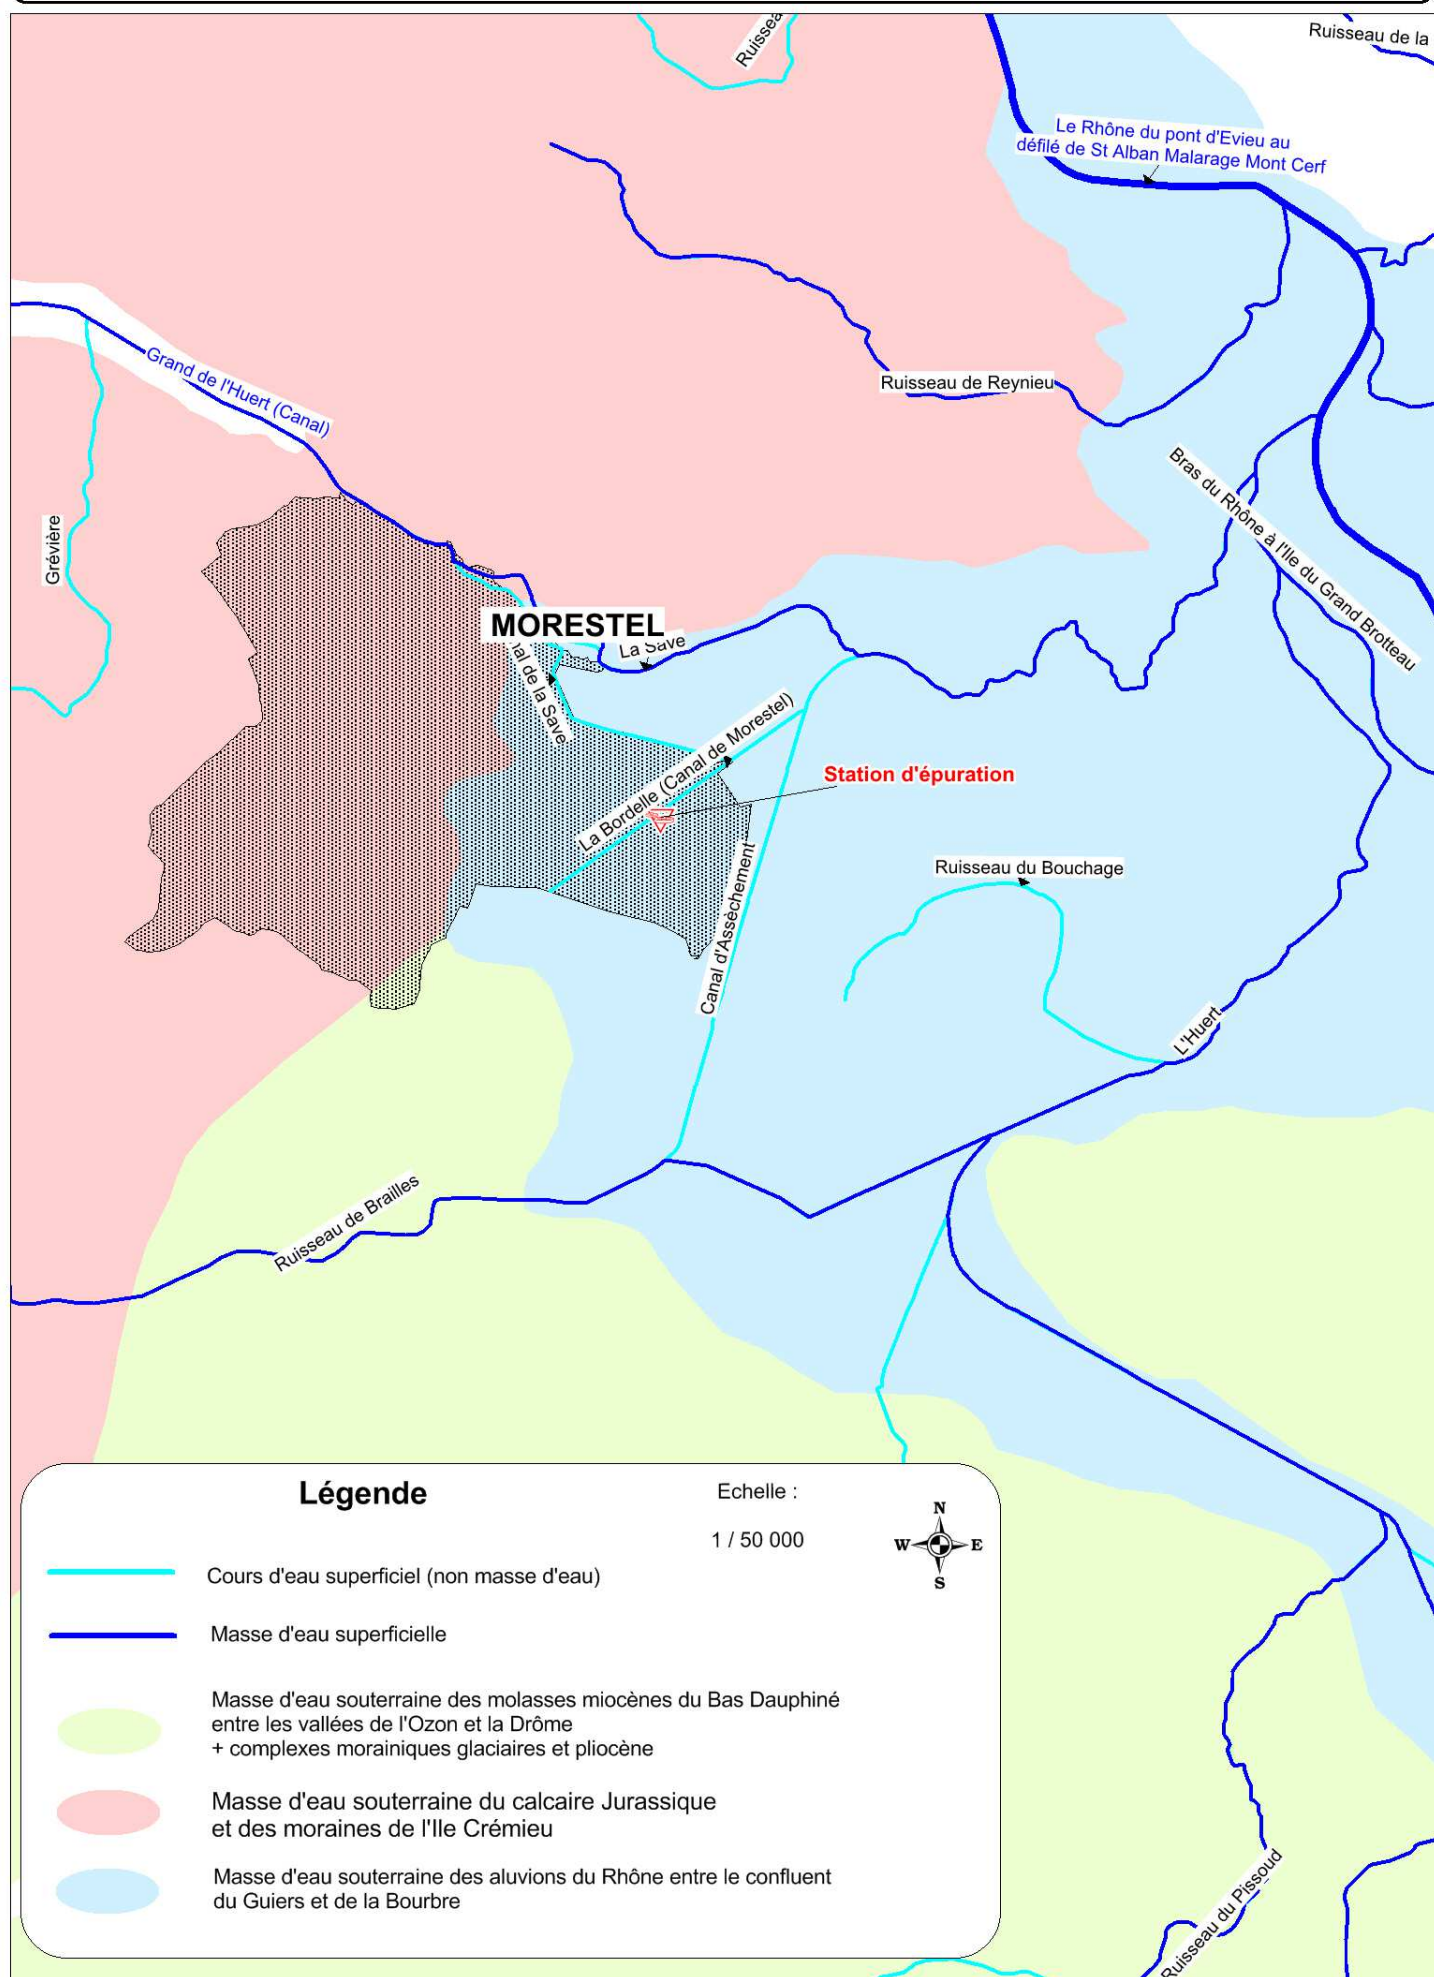 Ruisseau de la
Le Rhône du pont d'Evieu au
défilé de St Alban Malarage Mont Cerf
Grand de l'Huert (Canal)
Ruisseau de Reynieu
Bras du Rhône à l'Ile du Grand Brotteau
Grévière
MORESTEL
La Save
de la Save
La Bordelle (Canal de Morestel)
Station d'épuration
Ruisseau du Bouchage
Canal d'Assèchement
L'Huert
Ruisseau de Brailles
Légende
Echelle :
1 / 50 000
N
W E
S
Cours d'eau superficiel (non masse d'eau)
Masse d'eau superficielle
Masse d'eau souterraine des molasses miocènes du Bas Dauphiné
entre les vallées de l'Ozon et la Drôme
+ complexes morainiques glaciaires et pliocène
Masse d'eau souterraine du calcaire Jurassique
et des moraines de l'Ile Crémieu
Masse d'eau souterraine des aluvions du Rhône entre le confluent
du Guiers et de la Bourbre
Ruisseau du Pissoud